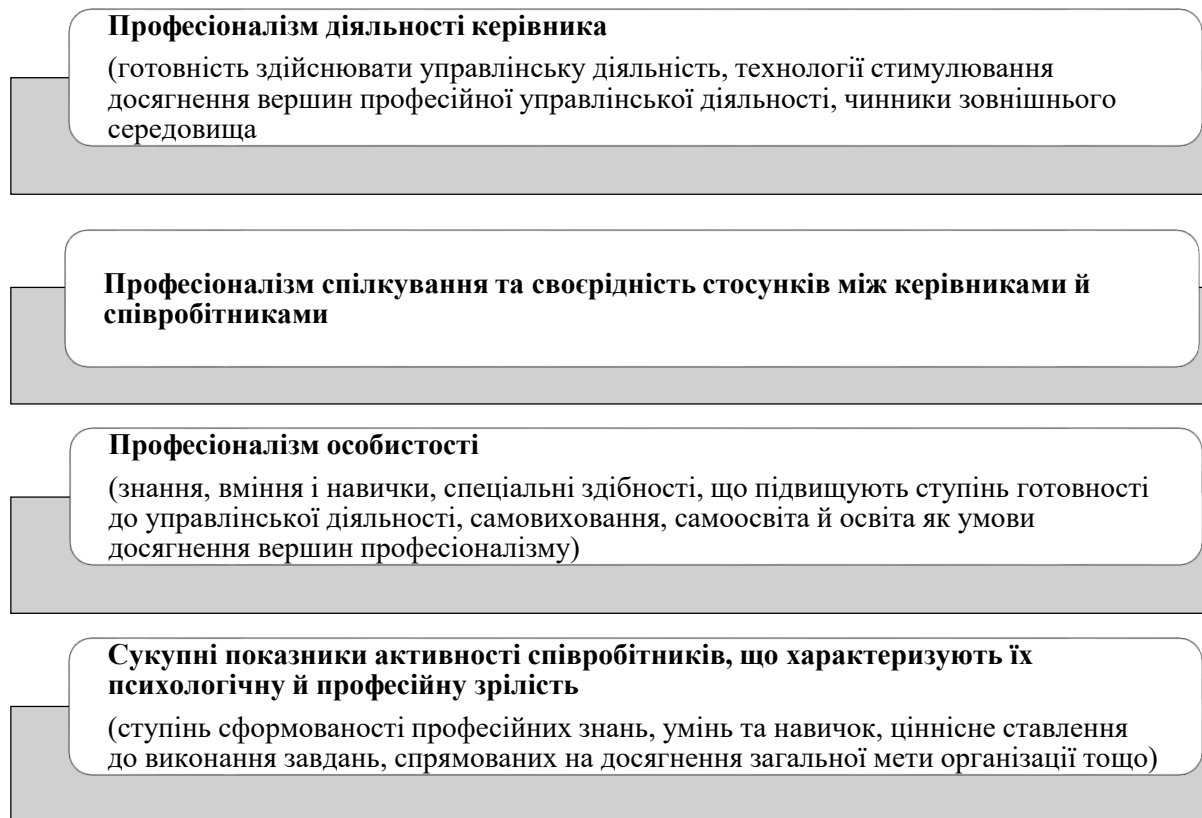 Професіоналізм діяльності керівника
(готовність здійснювати управлінську діяльність, технології стимулювання
досягнення вершин професійної управлінської діяльності, чинники зовнішнього
середовища
Професіоналізм спілкування та своєрідність стосунків між керівниками й
співробітниками
Професіоналізм особистості
(знання, вміння і навички, спеціальні здібності, що підвищують ступінь готовності
до управлінської діяльності, самовиховання, самоосвіта й освіта як умови
досягнення вершин професіоналізму)
Сукупні показники активності співробітників, що характеризують їх
психологічну й професійну зрілість
(ступінь сформованості професійних знань, умінь та навичок, ціннісне ставлення
до виконання завдань, спрямованих на досягнення загальної мети організації тощо)